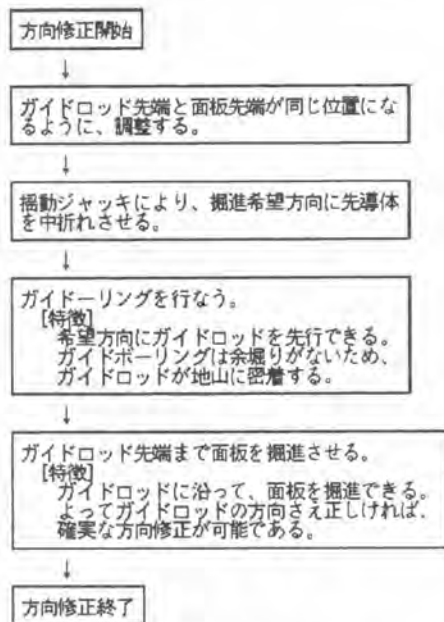 方向修正開始
↓
ガイドロッド先端と面板先端が同じ位置にな
るように、調整する。
↓
揺動ジャッキにより、掘進希望方向に先導体
を中折れさせる。
↓
ガイドーリングを行なう。
[特徴]
希望方向にガイドロッドを先行できる。
ガイドボーリングは余堀りがないため、
ガイドロッドが地山に密着する。
↓
ガイドロッド先端まで面板を掘進させる。
[特徴]
ガイドロッドに沿って、面板を掘進できる。
よってガイドロッドの方向さえ正しければ、
確実な方向修正が可能である。
↓
方向修正終了